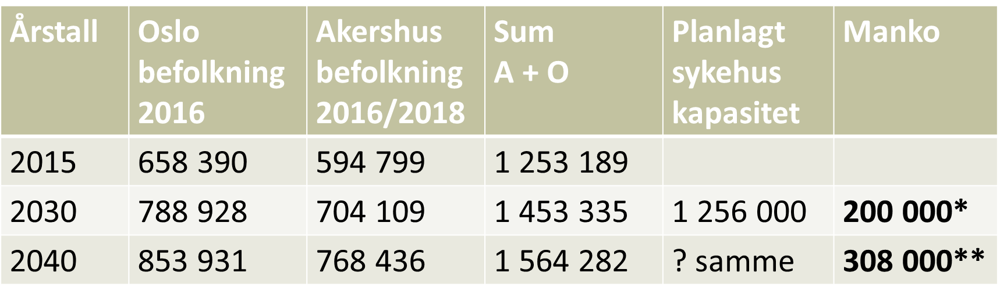 Årstall Oslo befolkning 2016 Akershus befolkning 2016/2018 Sum A + O Planlagt sykehus kapasitet Manko
2015 658 390 594 799 1 253 189
2030 788 928 704 109 1 453 335 1 256 000 200 000*
2040 853 931 768 436 1 564 282 ? samme 308 000**